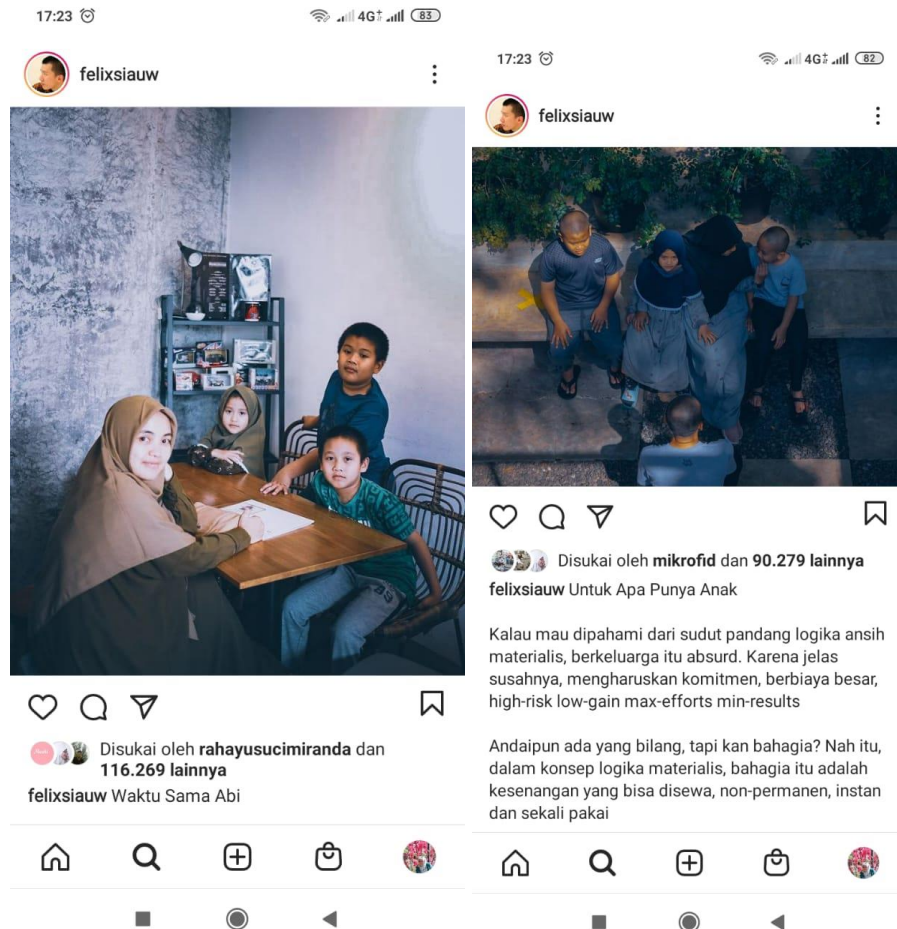 17:23
4G+
83
felixsiauw
Disukai oleh rahayusucimiranda dan
116.269 lainnya
felixsiauw Waktu Sama Abi
17:23
4G+
82
felixsiauw
Disukai oleh mikrofid dan 90.279 lainnya
felixsiauw Untuk Apa Punya Anak
Kalau mau dipahami dari sudut pandang logika ansih
materialis, berkeluarga itu absurd. Karena jelas
susahnya, mengharuskan komitmen, berbiaya besar,
high-risk low-gain max-efforts min-results
Andaipun ada yang bilang, tapi kan bahagia? Nah itu,
dalam konsep logika materialis, bahagia itu adalah
kesenangan yang bisa disewa, non-permanen, instan
dan sekali pakai